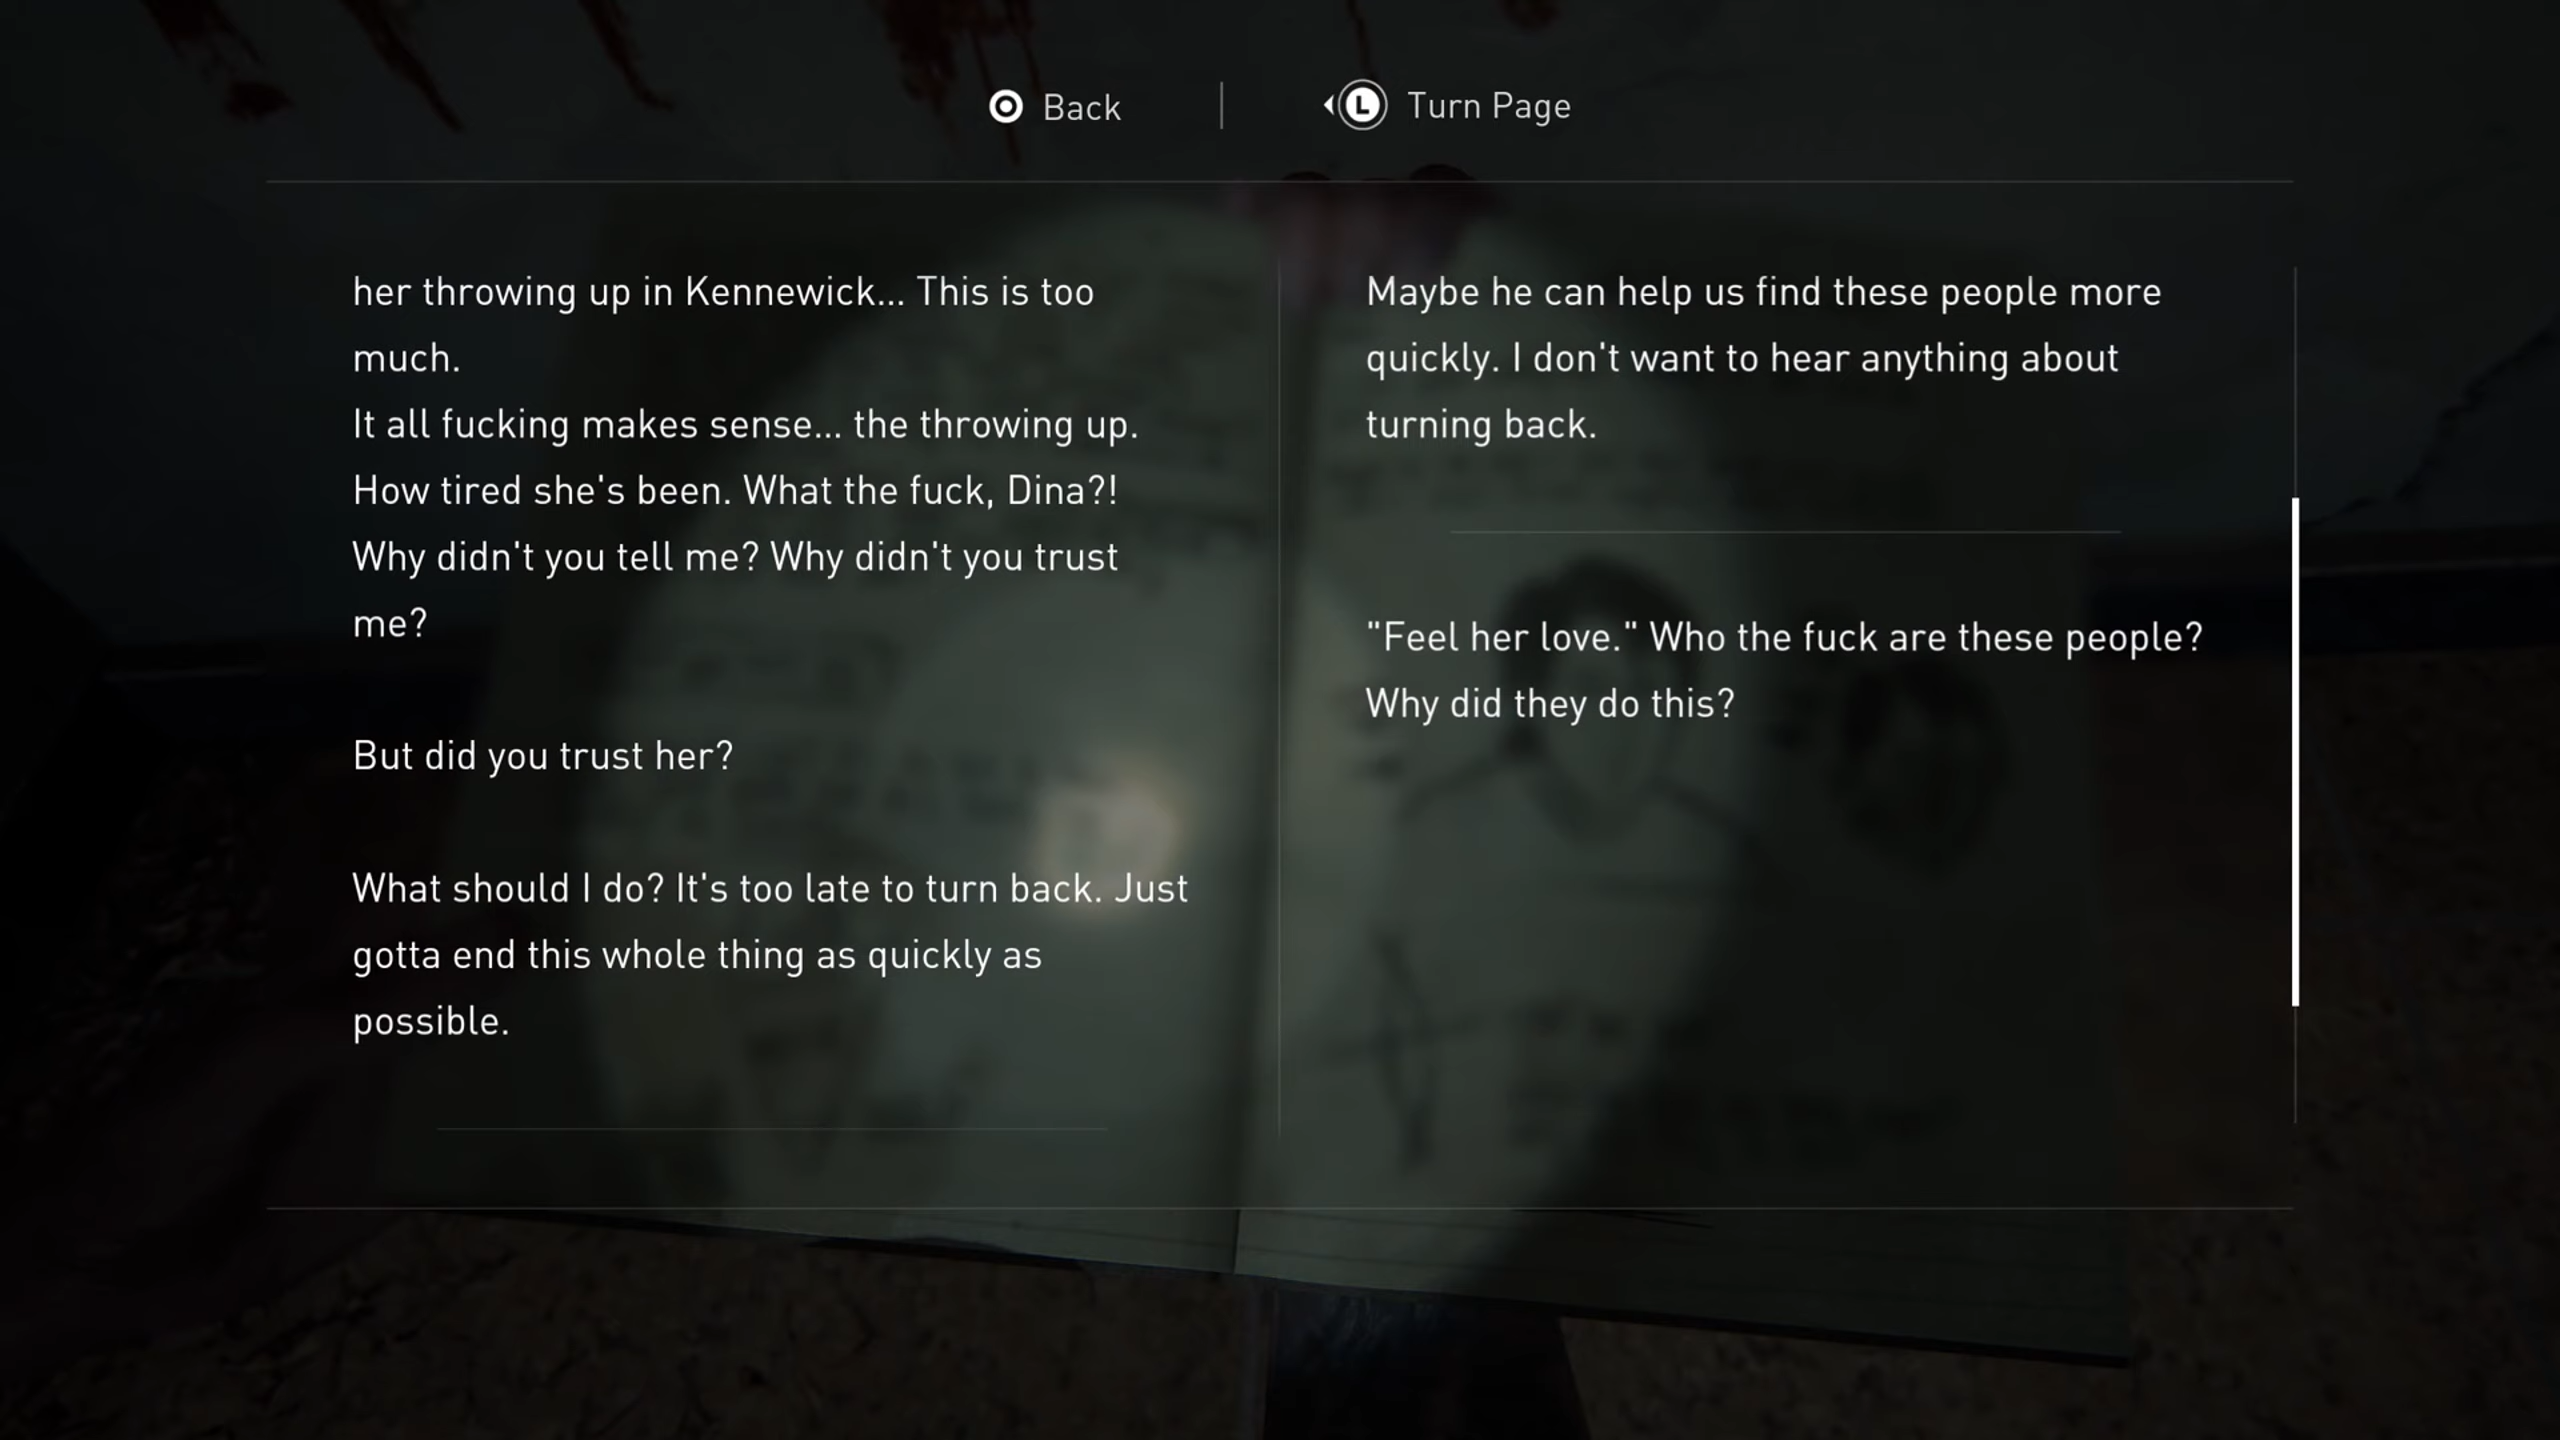 Back
L Turn Page
her throwing up in Kennewick... This is too
much.
It all fucking makes sense... the throwing up.
How tired she's been. What the fuck, Dina?!
Why didn't you tell me? Why didn't you trust
me?
But did you trust her?
What should I do? It's too late to turn back. Just
gotta end this whole thing as quickly as
possible.
Maybe he can help us find these people more
quickly. I don't want to hear anything about
turning back.
"Feel her love." Who the fuck are these people?
Why did they do this?